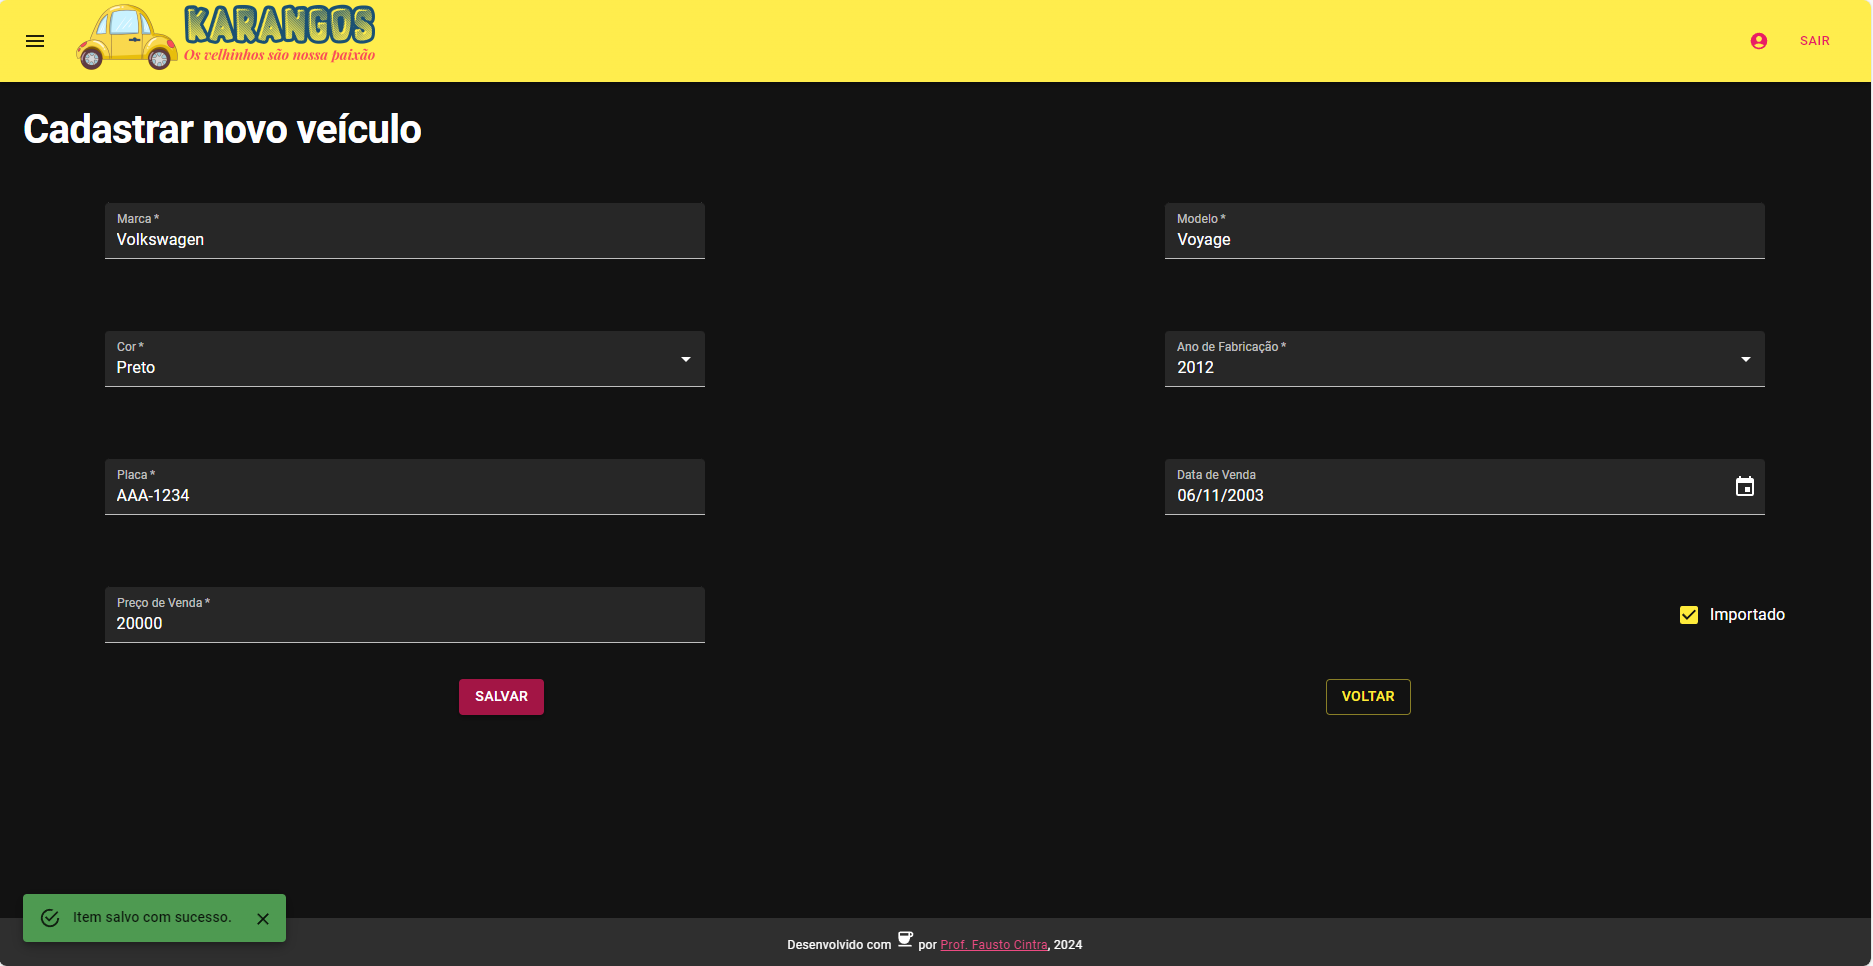 KARANGOS
Os velhinhos são nossa paixão
SAIR
Cadastrar novo veículo
Marca *
Volkswagen
Modelo *
Voyage
Cor *
Preto
Ano de Fabricação *
2012
Placa *
AAA-1234
Data de Venda
06/11/2003
Preço de Venda *
20000
Importado
SALVAR
VOLTAR
Item salvo com sucesso.
Desenvolvido com por Prof. Fausto Cintra, 2024